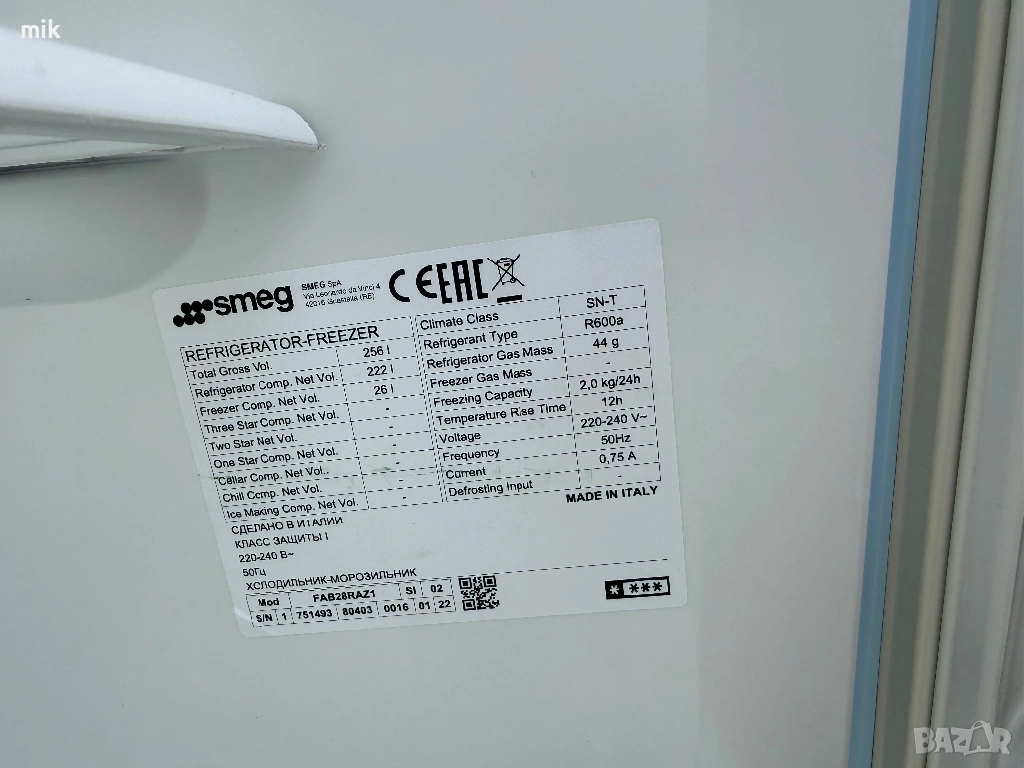 mik
smeg
SMEG SpA
Via Leonardo da Vinci 4
42016 Guastalla (RE)
CE EAC
REFRIGERATOR-FREEZER
Total Gross Vol. 256 l
Refrigerator Comp. Net Vol. 222 l
Freezer Comp. Net Vol. 26 l
Three Star Comp. Net Vol. -
Two Star Net Vol. -
One Star Comp. Net Vol. -
Cellar Comp. Net Vol.. -
Chill Comp. Net Vol. -
Ice Making Comp. Net Vol. -
Climate Class SN-T
Refrigerant Type R600a
Refrigerator Gas Mass 44 g
Freezer Gas Mass -
Freezing Capacity 2,0 kg/24h
Temperature Rise Time 12h
Voltage 220-240 V~
Frequency 50Hz
Current 0,75 A
Defrosting Input
MADE IN ITALY
СДЕЛАНО В ИТАЛИИ
КЛАСС ЗАЩИТЫ I
220-240 В~
50Гц
ХОЛОДИЛЬНИК-МОРОЗИЛЬНИК
Mod FAB28RAZ1 SI 02
S/N 1 751493 80403 0016 01 22
* ***
BAZAR